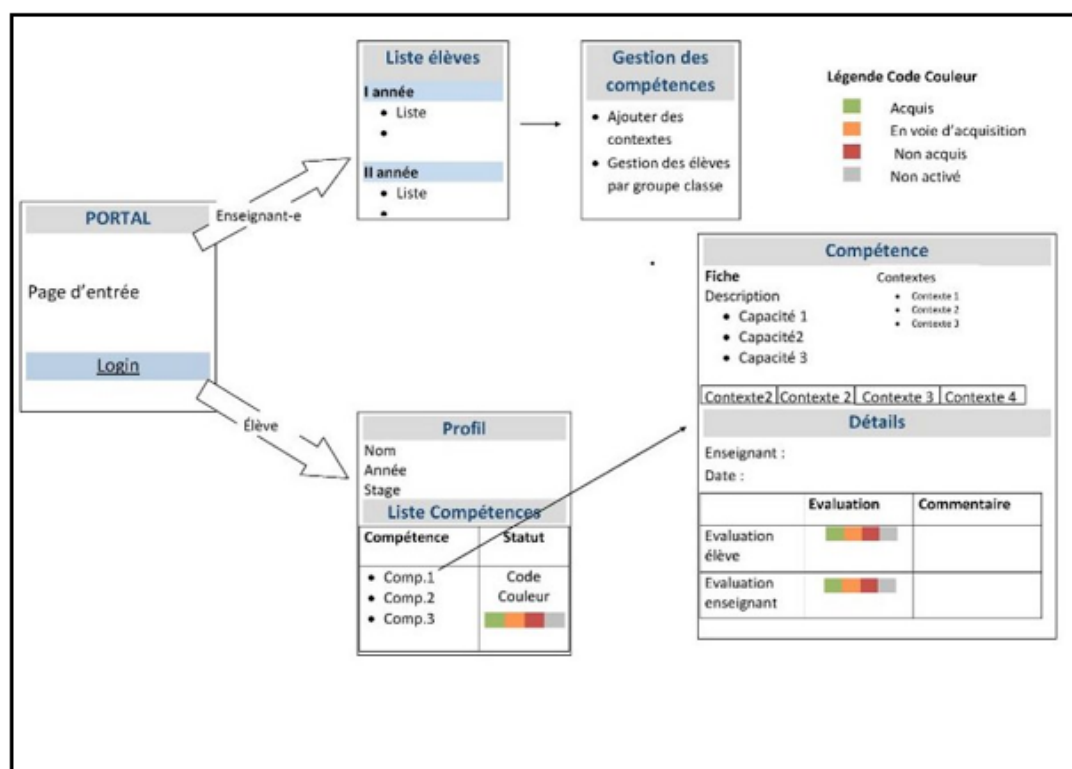 PORTAL
Page d'entrée
Login
Enseignant-e
Élève
Liste élèves
I année
• Liste
•
II année
• Liste
•
Gestion des
compétences
• Ajouter des
contextes
• Gestion des élèves
par groupe classe
Légende Code Couleur
Acquis
En voie d'acquisition
Non acquis
Non activé
Profil
Nom
Année
Stage
Liste Compétences
Compétence Statut
• Comp.1
• Comp.2
• Comp.3
Code
Couleur
Compétence
Fiche
Description
• Capacité 1
• Capacité2
• Capacité 3
Contextes
• Contexte 1
• Contexte 2
• Contexte 3
Contexte2 Contexte 2 Contexte 3 Contexte 4
Détails
Enseignant :
Date :
Evaluation Commentaire
Evaluation
élève
Evaluation
enseignant